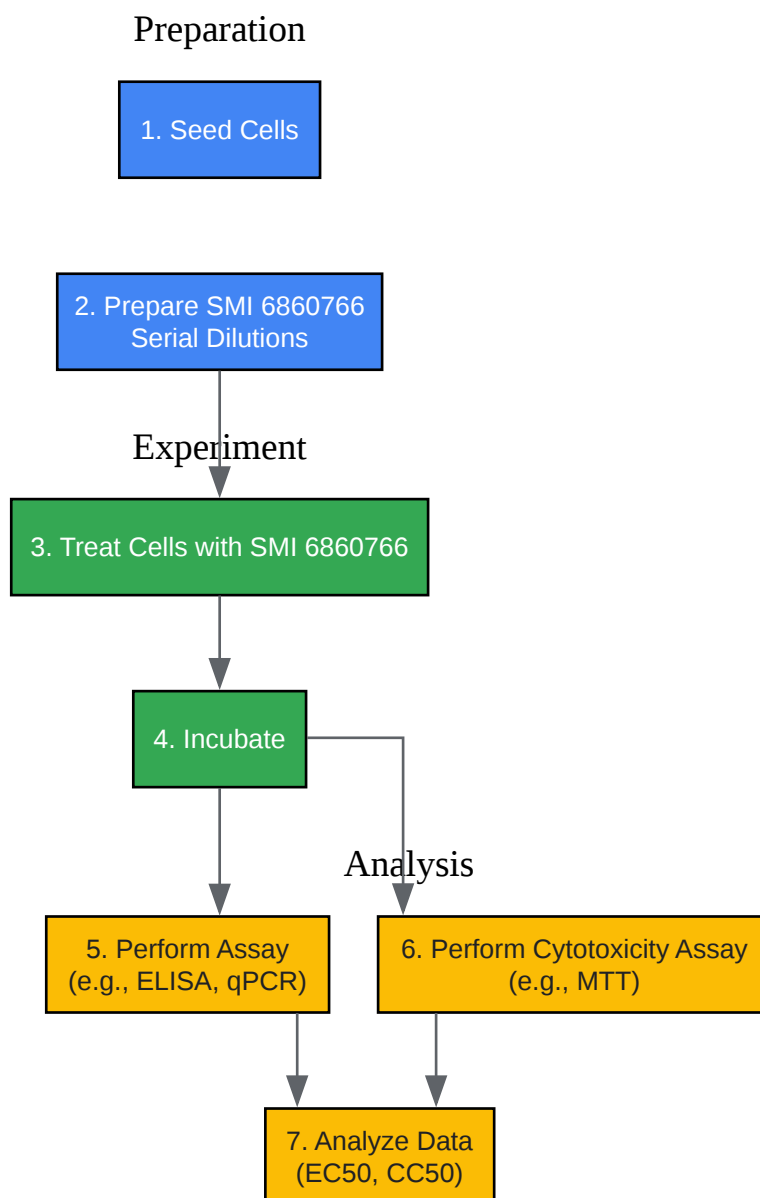 Preparation
1. Seed Cells
2. Prepare SMI 6860766
Serial Dilutions
Experiment
3. Treat Cells with SMI 6860766
4. Incubate
Analysis
5. Perform Assay
(e.g., ELISA, qPCR)
6. Perform Cytotoxicity Assay
(e.g., MTT)
7. Analyze Data
(EC50, CC50)